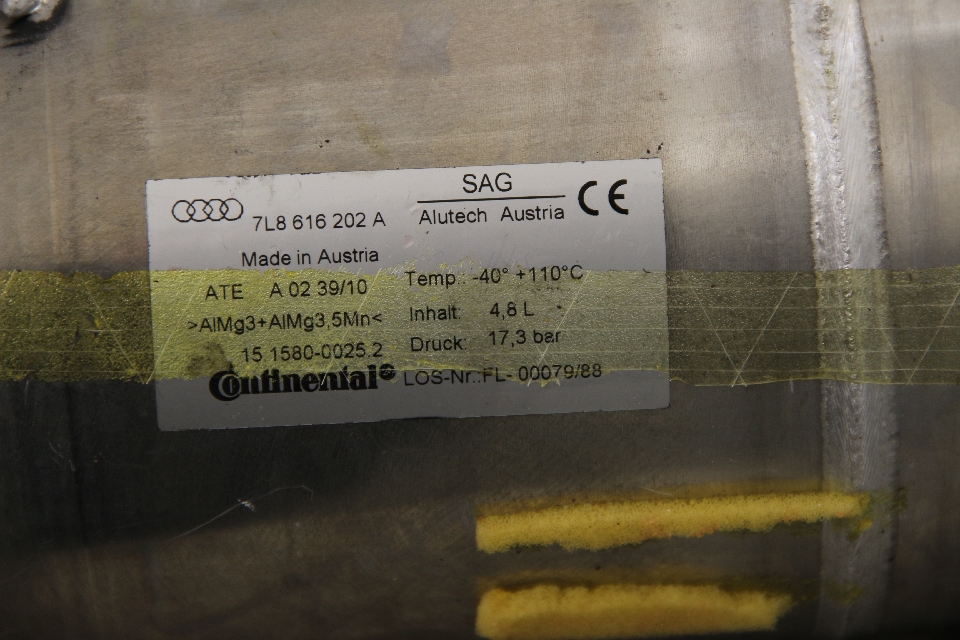 7L8 616 202 A
Made in Austria
ATE A 02 39/10
>AlMg3+AlMg3,5Mn<
15 1580-0025.2
Continental
SAG
Alutech Austria
CE
Temp.: -40° +110°C
Inhalt: 4,8 L
Druck: 17,3 bar
LOS-Nr.:FL- 00079/88